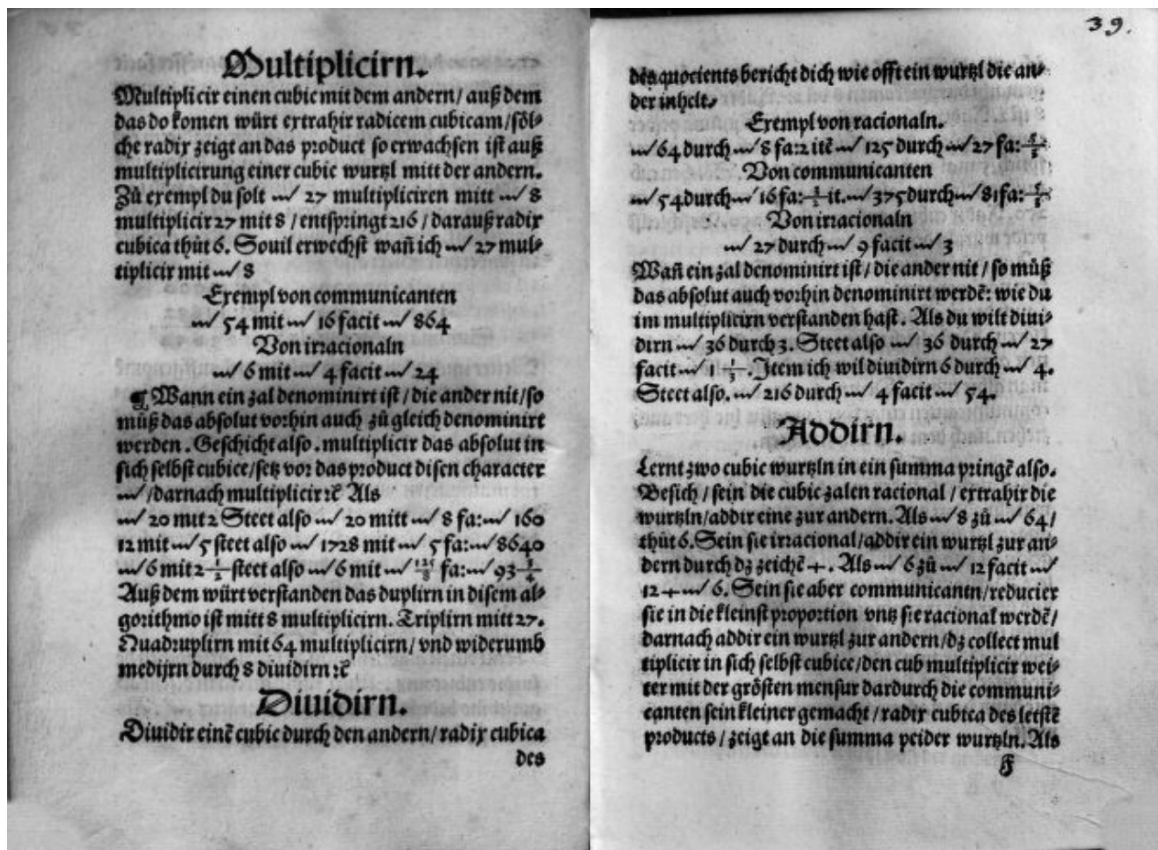 Multiplicirn.
Multiplicir einen cubic mit dem andern/ auß dem
das do komen würt extrahir radicem cubicam/söl⸗
che radix zeigt an das product so erwachsen ist auß
multiplicirung einer cubic wurtzl mitt der andern.
Zů exempl du solt √ 27 multipliciren mitt √ 8
multiplicir 27 mit 8 / entspringt 216 / darauß radix
cubica thůt 6. Souil erwechst wañ ich √ 27 mul⸗
tiplicir mit √ 8
Exempl von communicanten
√ 54 mit √ 16 facit √ 864
Von irracionaln
√ 6 mit √ 4 facit √ 24
¶ Wann ein zal denominirt ist / die ander nit/so
můß das absolut vorhin auch zů gleich denominirt
werden. Geschicht also. multiplicir das absolut in
sich selbst cubice/setz vor das product disen character
√ /darnach multiplicir ꝛc̄ Als
√ 20 mit 2 Steet also √ 20 mitt √ 8 fa: √ 160
12 mit √ 5 steet also √ 1728 mit √ 5 fa: √ 8640
√ 6 mit 2 1/2 steet also √ 6 mit √ 125/8 fa: √ 93 3/4
Auß dem würt verstanden das duplirn in disem al⸗
gorithmo ist mitt 8 multiplicirn. Triplirn mitt 27.
Quadruplirn mit 64 multiplicirn/ vnd widerumb
medijrn durch 8 diuidirn ꝛc̄
Diuidirn.
Diuidir einē cubic durch den andern/ radix cubica
des
39.
des quocients bericht dich wie offt ein wurtzl die an⸗
der inhelt.
Exempl von racionaln.
√ 64 durch √ 8 fa: 2 itē √ 125 durch √ 27 fa: 5/3
Von communicanten
√ 54 durch √ 16 fa: 3/2 it. √ 375 durch √ 81 fa: 5/3
Von irracionaln
√ 27 durch √ 9 facit √ 3
Wañ ein zal denominirt ist / die ander nit / so můß
das absolut auch vorhin denominirt werdē: wie du
im multiplicirn verstanden hast. Als du wilt diui⸗
dirn √ 36 durch 3. Steet also √ 36 durch √ 27
facit √ 1 1/3. Item ich wil diuidirn 6 durch √ 4.
Steet also. √ 216 durch √ 4 facit √ 54.
Addirn.
Lernt zwo cubic wurtzln in ein summa pringē also.
Besich / sein die cubic zalen racional / extrahir die
wurtzln/addir eine zur andern. Als √ 8 zů √ 64/
thůt 6. Sein sie irracional/addir ein wurtzl zur an⸗
dern durch dz zeichē +. Als √ 6 zů √ 12 facit √
12 + √ 6. Sein sie aber communicantn/reducier
sie in die kleinst proportion vntz sie racional werdē/
darnach addir ein wurtzl zur andern/dz collect mul
tiplicir in sich selbst cubice/den cub multiplicir wei⸗
ter mit der grösten mensur dardurch die communi⸗
canten sein kleiner gemacht / radix cubica des letstē
products / zeigt an die summa peider wurtzln. Als
F